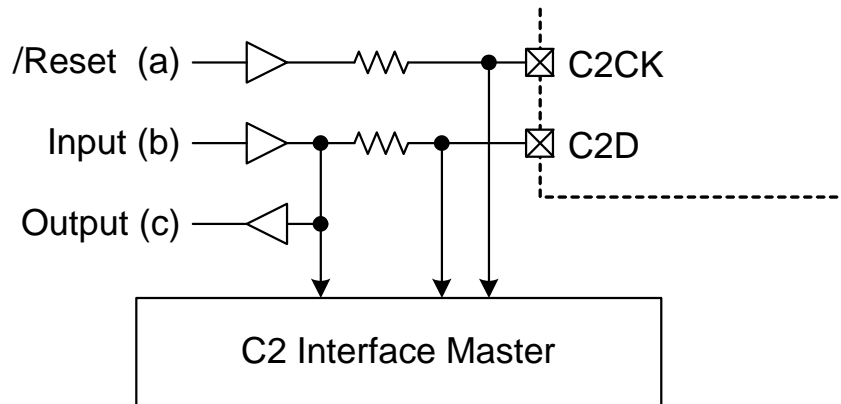 /Reset (a)
C2CK
Input (b)
C2D
Output (c)
C2 Interface Master